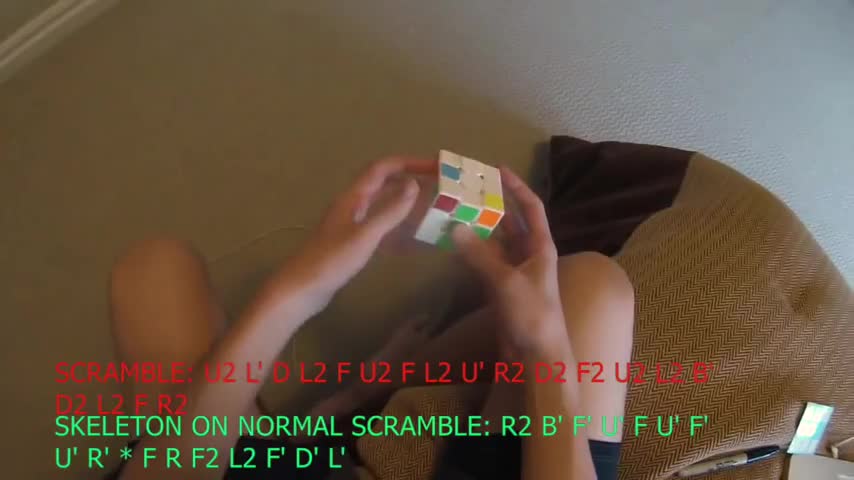 SCRAMBLE: U2 L' D L2 F U2 F L2 U' R2 D2 F2 U2 L2 B'
D2 L2 F R2
SKELETON ON NORMAL SCRAMBLE: R2 B' F' U' F U' F'
U' R' * F R F2 L2 F' D' L'